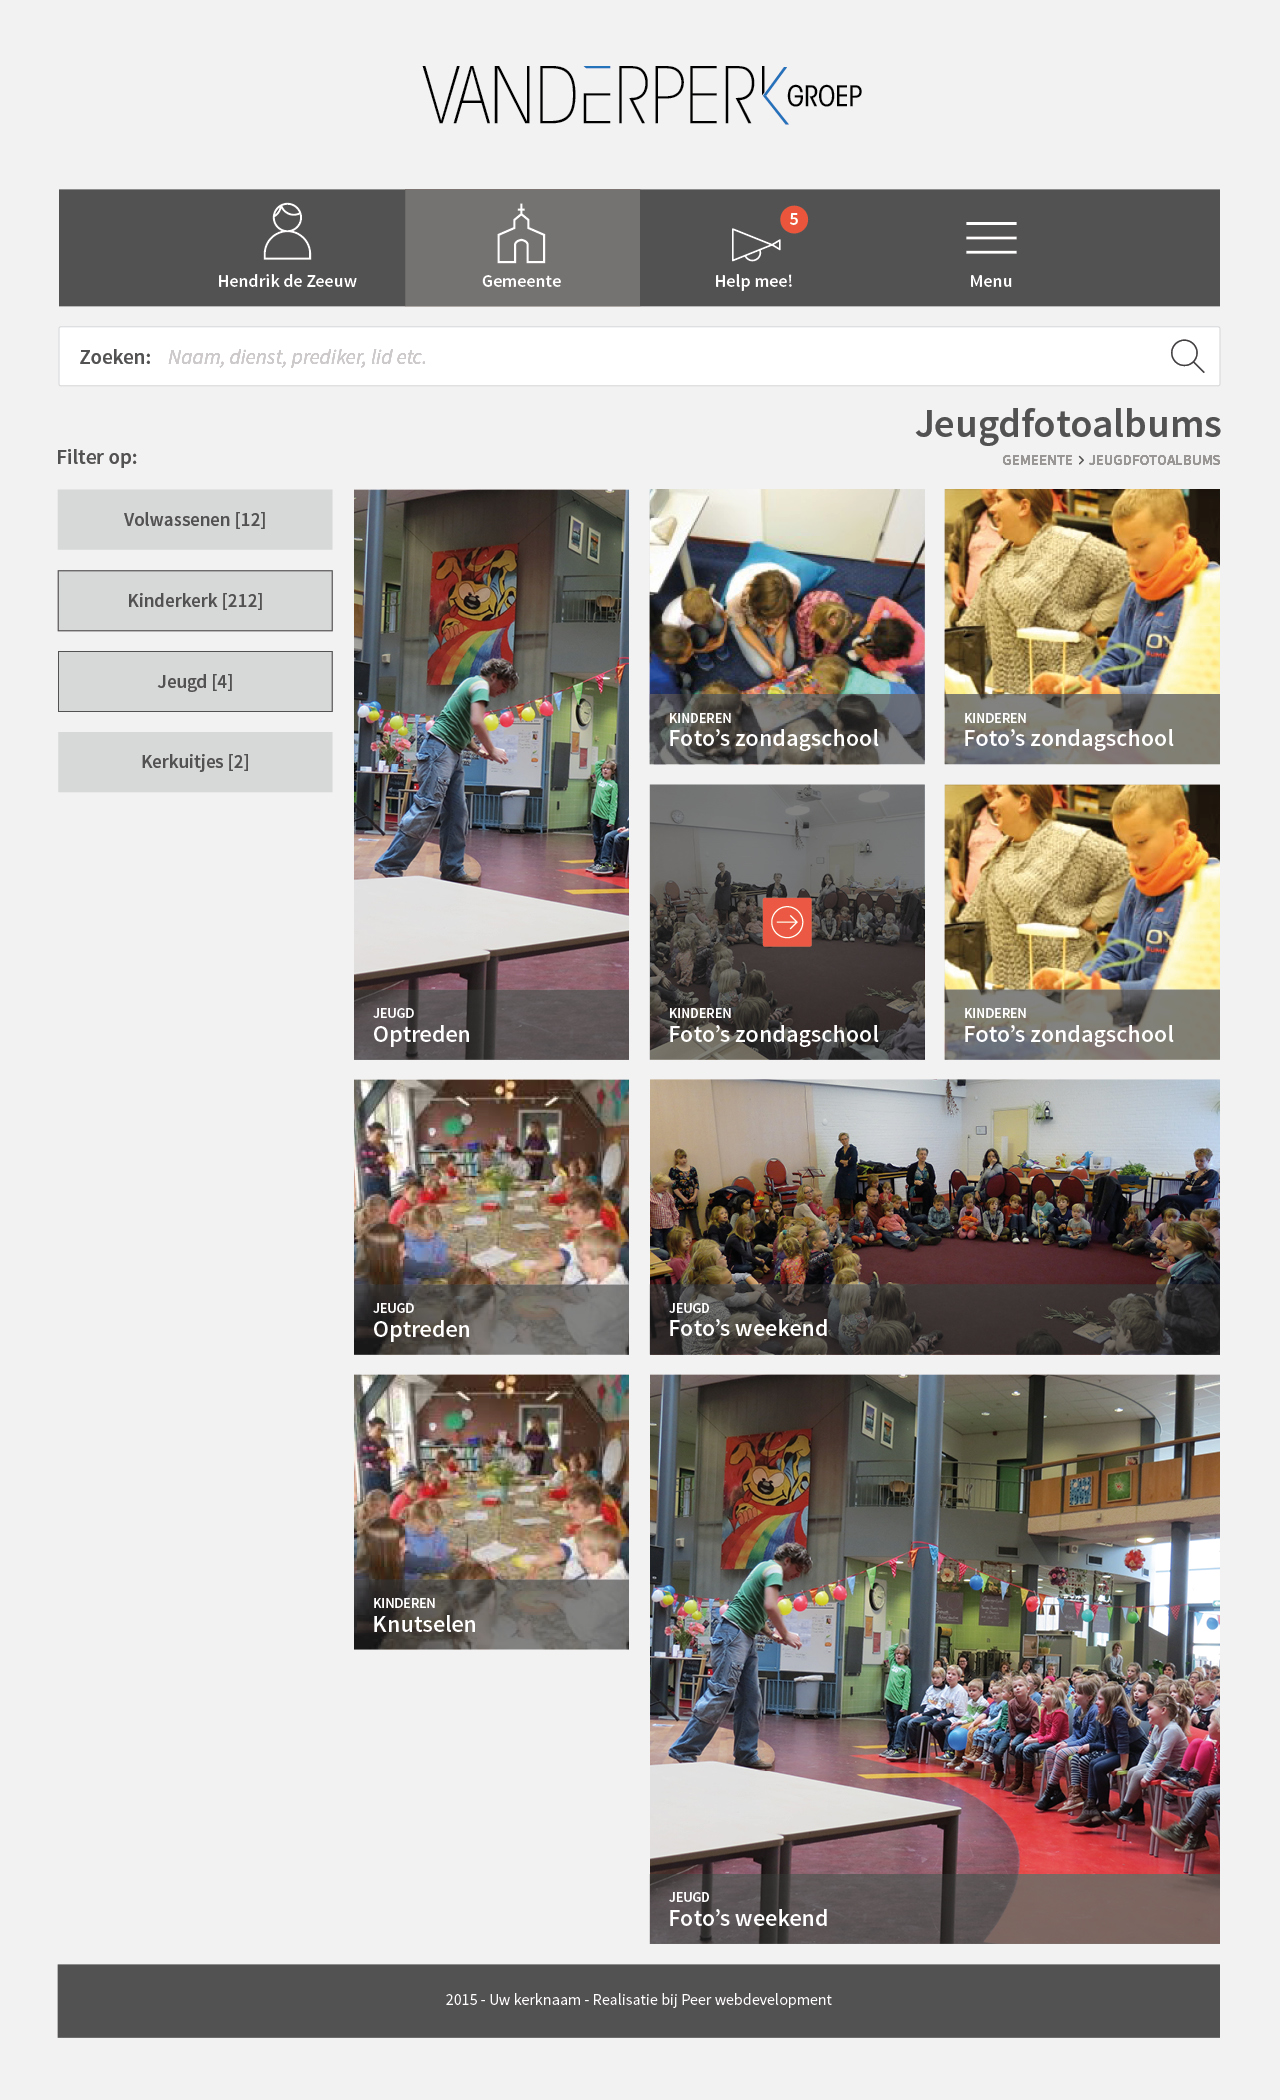 VANDERPERK GROEP
5
Hendrik de Zeeuw
Gemeente
Help mee!
Menu
Zoeken: Naam, dienst, prediker, lid etc.
Jeugdfotoalbums
GEMEENTE > JEUGDFOTOALBUMS
Filter op:
Volwassenen [12]
Kinderkerk [212]
Jeugd [4]
Kerkuitjes [2]
KINDEREN
Foto’s zondagschool
KINDEREN
Foto’s zondagschool
JEUGD
Optreden
KINDEREN
Foto’s zondagschool
KINDEREN
Foto’s zondagschool
JEUGD
Optreden
JEUGD
Foto’s weekend
KINDEREN
Knutselen
JEUGD
Foto’s weekend
2015 - Uw kerknaam - Realisatie bij Peer webdevelopment